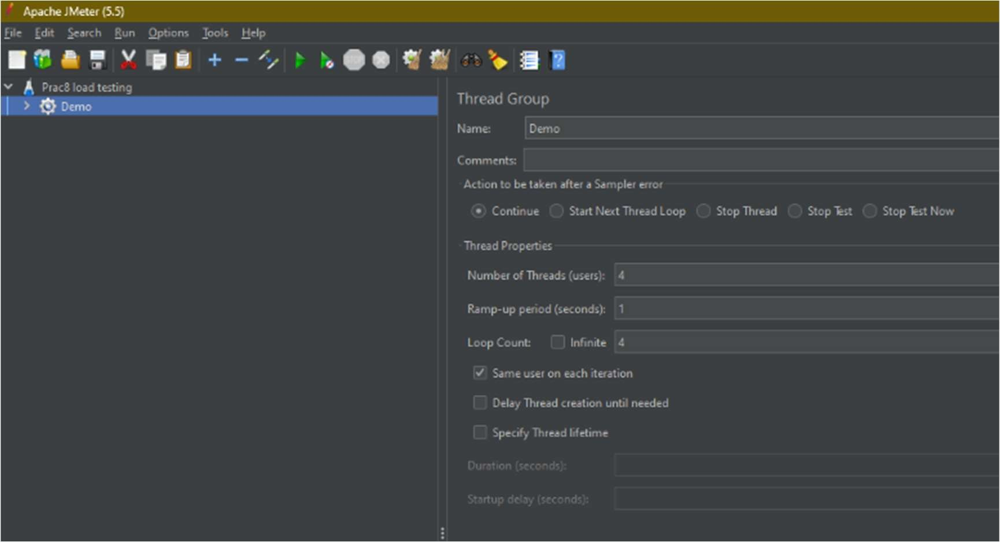 Apache JMeter (5.5)
File Edit Search Run Options Tools Help
STOP
Prac8 load testing
Demo
Thread Group
Name: Demo
Comments:
Action to be taken after a Sampler error
Continue Start Next Thread Loop Stop Thread Stop Test Stop Test Now
Thread Properties
Number of Threads (users): 4
Ramp-up period (seconds): 1
Loop Count: Infinite 4
Same user on each iteration
Delay Thread creation until needed
Specify Thread lifetime
Duration (seconds):
Startup delay (seconds):